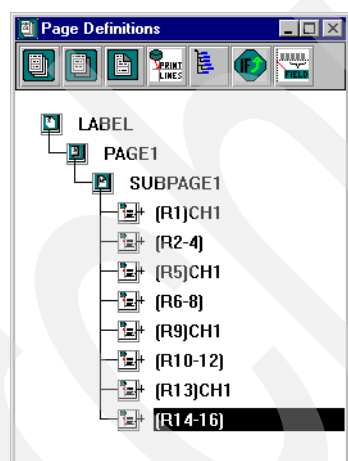 Page Definitions
PRINT LINES
IF
FIELD
LABEL
PAGE1
SUBPAGE1
(R1)CH1
(R2-4)
(R5)CH1
(R6-8)
(R9)CH1
(R10-12)
(R13)CH1
(R14-16)